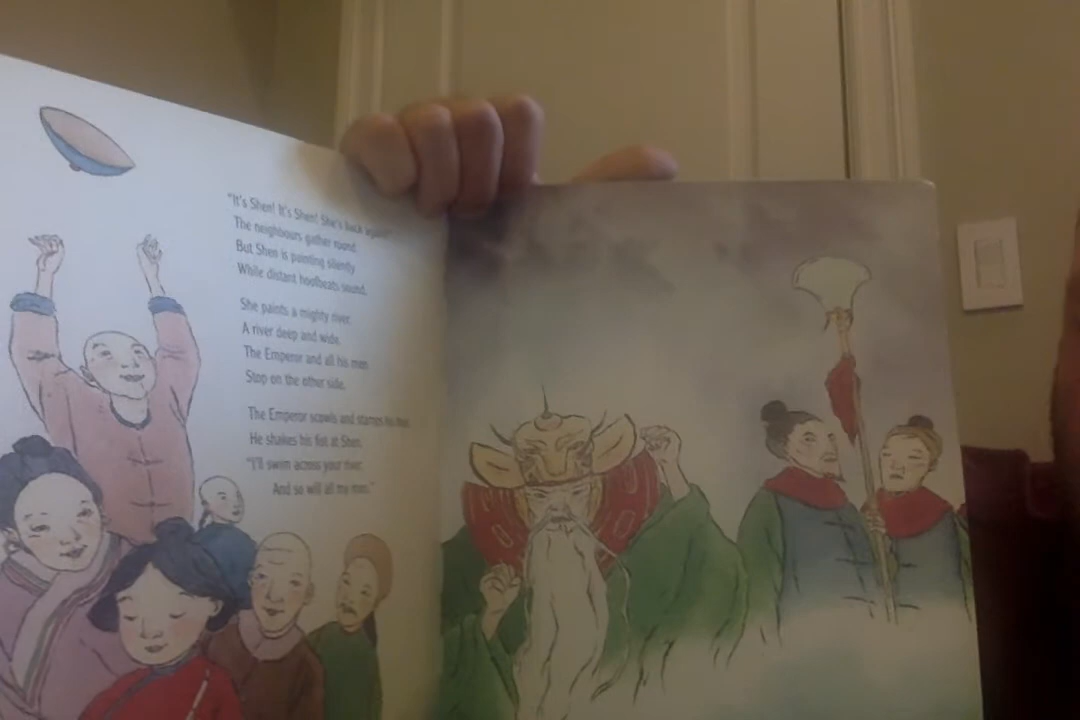 "It's Shen! It's Shen! She's back again!"
The neighbours gather round.
But Shen is painting silently
While distant hoofbeats sound.
She paints a mighty river,
A river deep and wide.
The Emperor and all his men
Stop on the other side.
The Emperor scowls and stamps his foot.
He shakes his fist at Shen.
"I'll swim across your river.
And so will all my men."